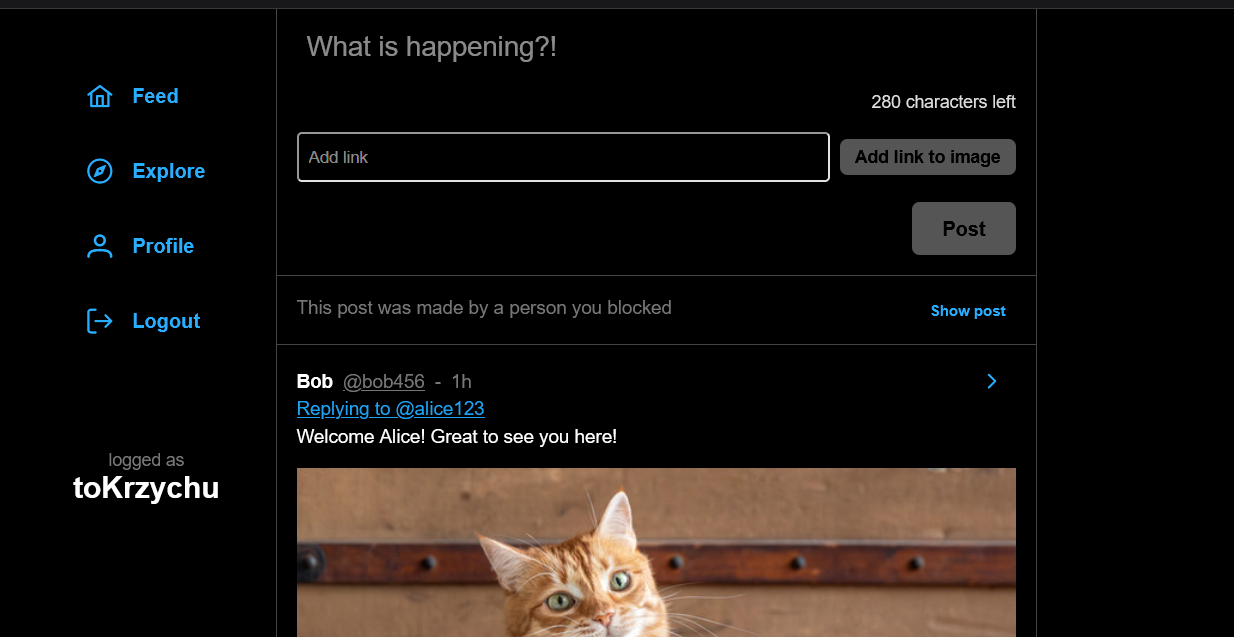 What is happening?!
Feed
280 characters left
Add link
Add link to image
Explore
Post
Profile
This post was made by a person you blocked
Show post
Logout
Bob @bob456 - 1h
Replying to @alice123
Welcome Alice! Great to see you here!
logged as
toKrzychu